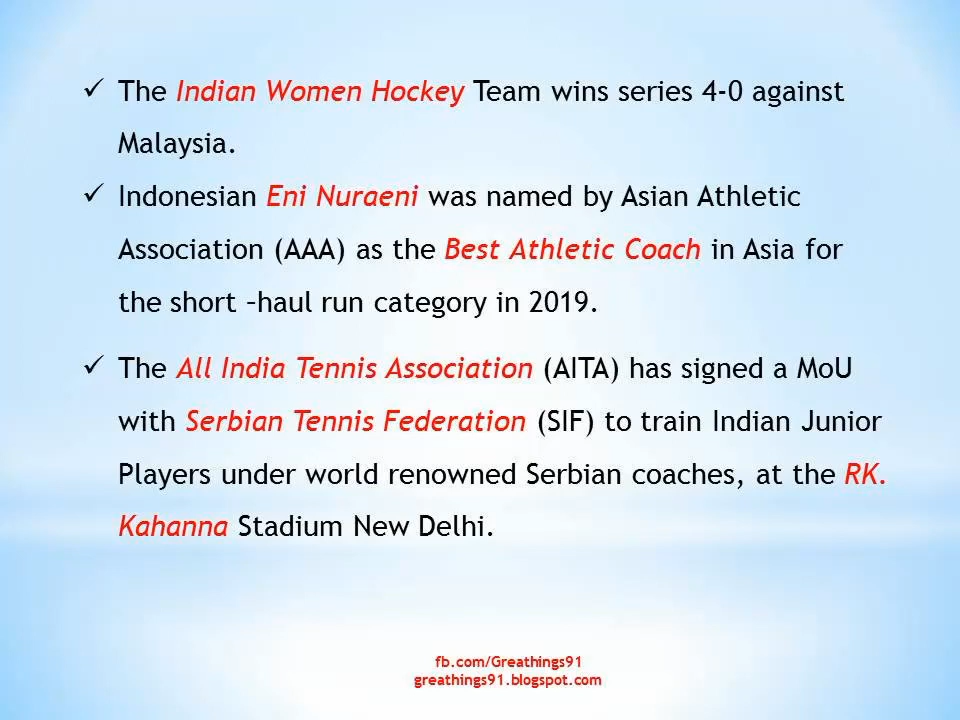 ✓ The Indian Women Hockey Team wins series 4-0 against
Malaysia.
✓ Indonesian Eni Nuraeni was named by Asian Athletic
Association (AAA) as the Best Athletic Coach in Asia for
the short –haul run category in 2019.
✓ The All India Tennis Association (AITA) has signed a MoU
with Serbian Tennis Federation (SIF) to train Indian Junior
Players under world renowned Serbian coaches, at the RK.
Kahanna Stadium New Delhi.
fb.com/Greathings91
greathings91.blogspot.com